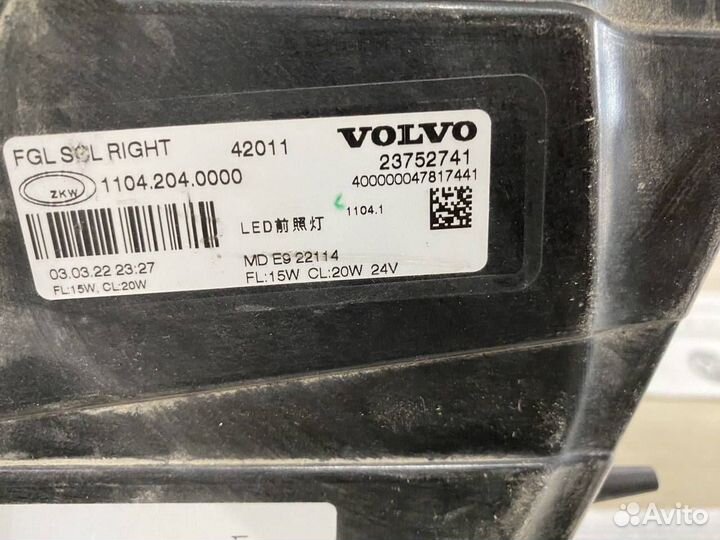 FGL SCL RIGHT 42011 VOLVO
23752741
ZKW 1104.204.0000 400000047817441
1104.1
LED前照灯
03.03.22 23:27 MD E9 22114
FL:15W, CL:20W FL:15W CL:20W 24V
Avito